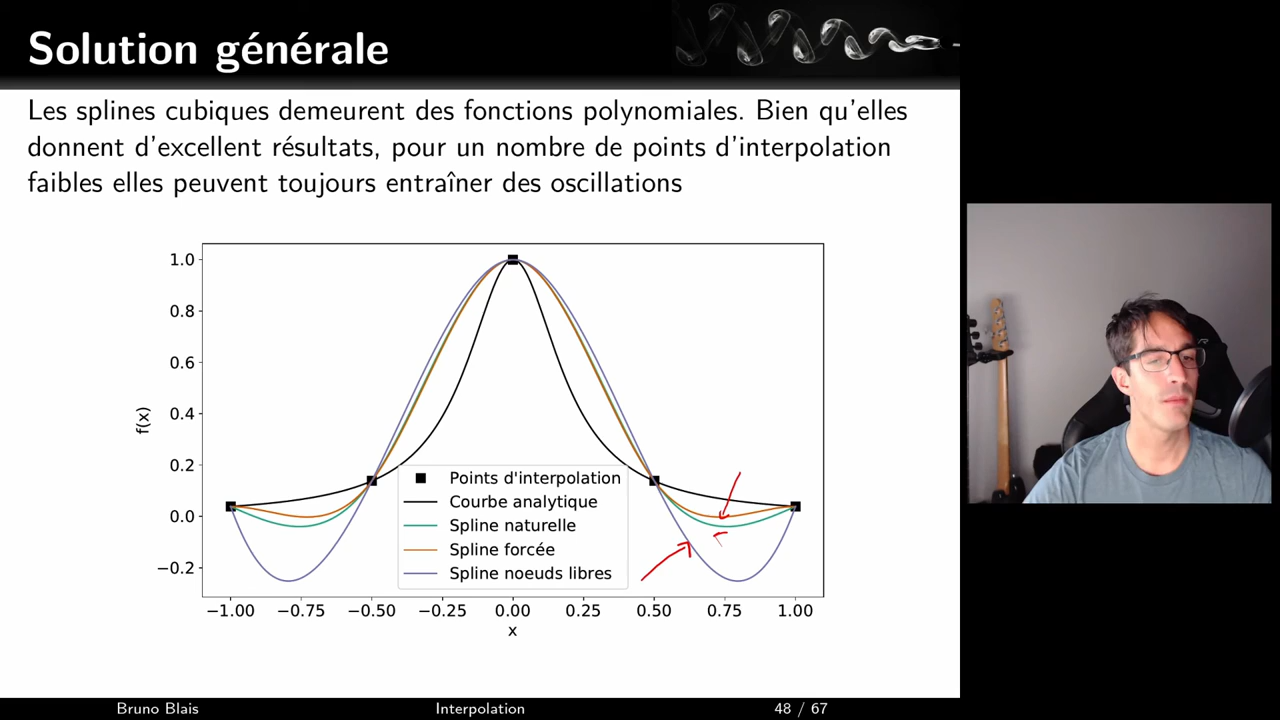 Solution générale
Les splines cubiques demeurent des fonctions polynomiales. Bien qu'elles
donnent d'excellent résultats, pour un nombre de points d'interpolation
faibles elles peuvent toujours entraîner des oscillations
1.0
0.8
0.6
0.4
0.2
0.0
−0.2
f(x)
Points d'interpolation
Courbe analytique
Spline naturelle
Spline forcée
Spline noeuds libres
−1.00 −0.75 −0.50 −0.25 0.00 0.25 0.50 0.75 1.00
x
Bruno Blais Interpolation 48 / 67